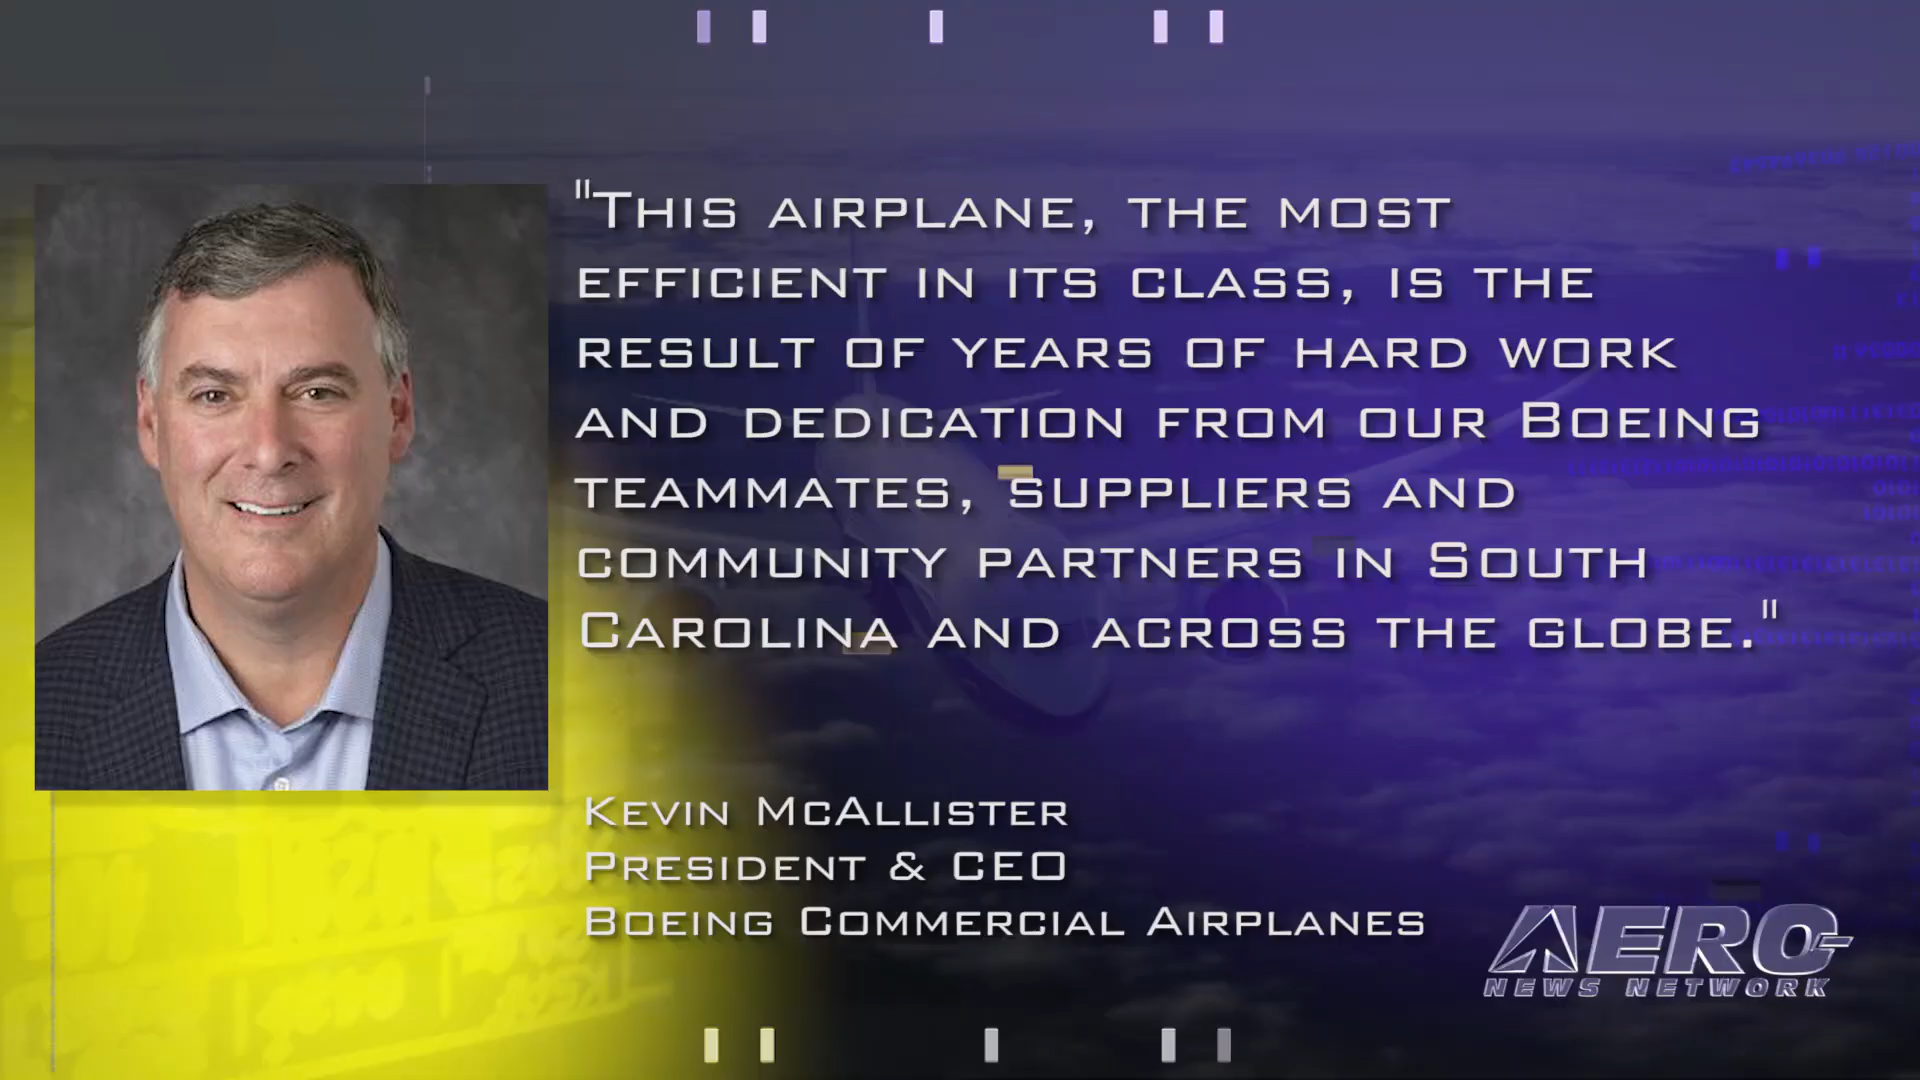 "This airplane, the most
efficient in its class, is the
result of years of hard work
and dedication from our Boeing
teammates, suppliers and
community partners in South
Carolina and across the globe."
Kevin McAllister
President & CEO
Boeing Commercial Airplanes
AERO-
NEWS NETWORK